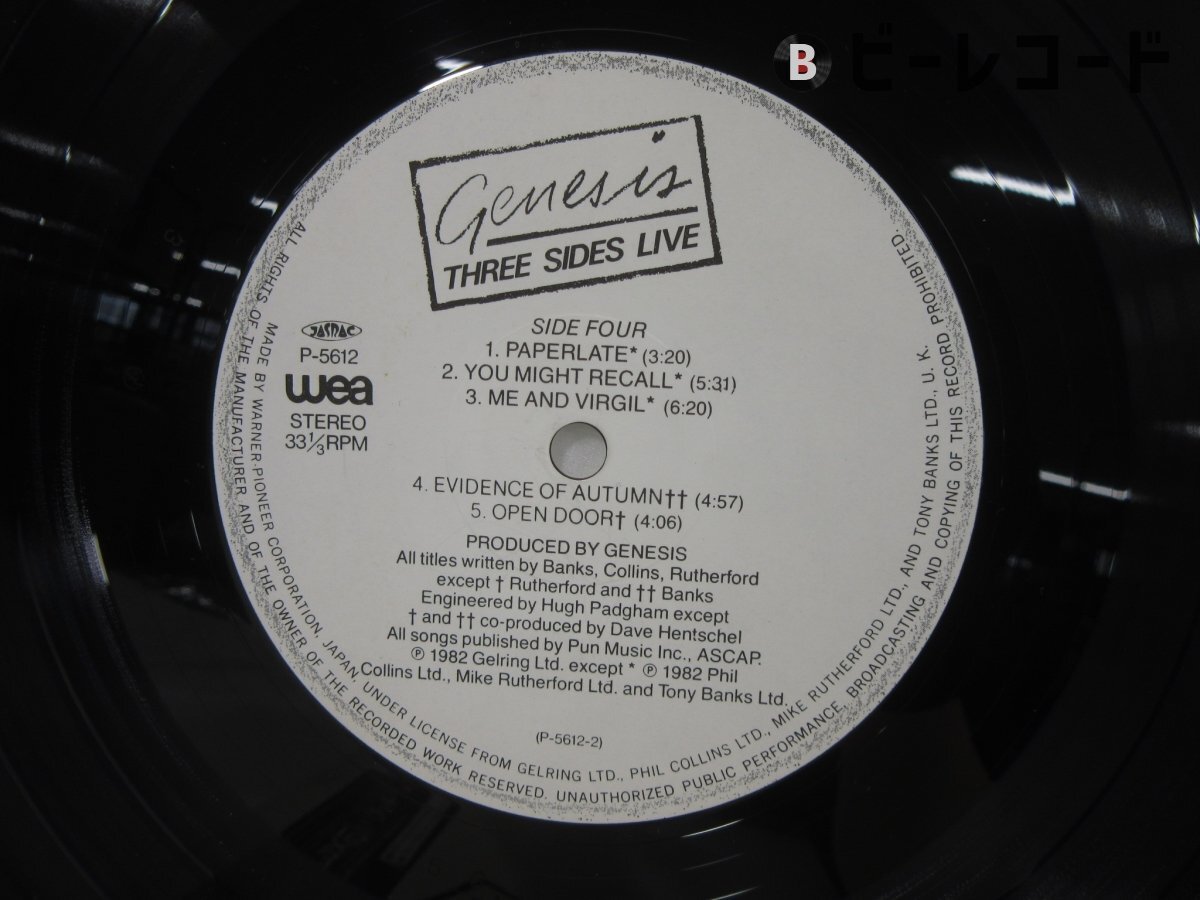 B ビーレコード
Genesis
THREE SIDES LIVE
SIDE FOUR
1. PAPERLATE* (3:20)
2. YOU MIGHT RECALL* (5:31)
3. ME AND VIRGIL* (6:20)
JASRAC
P-5612
wea
STEREO
33⅓RPM
4. EVIDENCE OF AUTUMN†† (4:57)
5. OPEN DOOR† (4:06)
PRODUCED BY GENESIS
All titles written by Banks, Collins, Rutherford
except † Rutherford and †† Banks
Engineered by Hugh Padgham except
† and †† co-produced by Dave Hentschel
All songs published by Pun Music Inc., ASCAP.
℗ 1982 Gelring Ltd. except * ℗ 1982 Phil
Collins Ltd., Mike Rutherford Ltd. and Tony Banks Ltd.
(P-5612-2)
MADE BY WARNER-PIONEER CORPORATION, JAPAN UNDER LICENSE FROM GELRING LTD., PHIL COLLINS LTD., MIKE RUTHERFORD LTD., AND TONY BANKS LTD., U. K.
ALL RIGHTS OF THE MANUFACTURER AND OF THE OWNER OF THE RECORDED WORK RESERVED. UNAUTHORIZED PUBLIC PERFORMANCE, BROADCASTING AND COPYING OF THIS RECORD PROHIBITED.